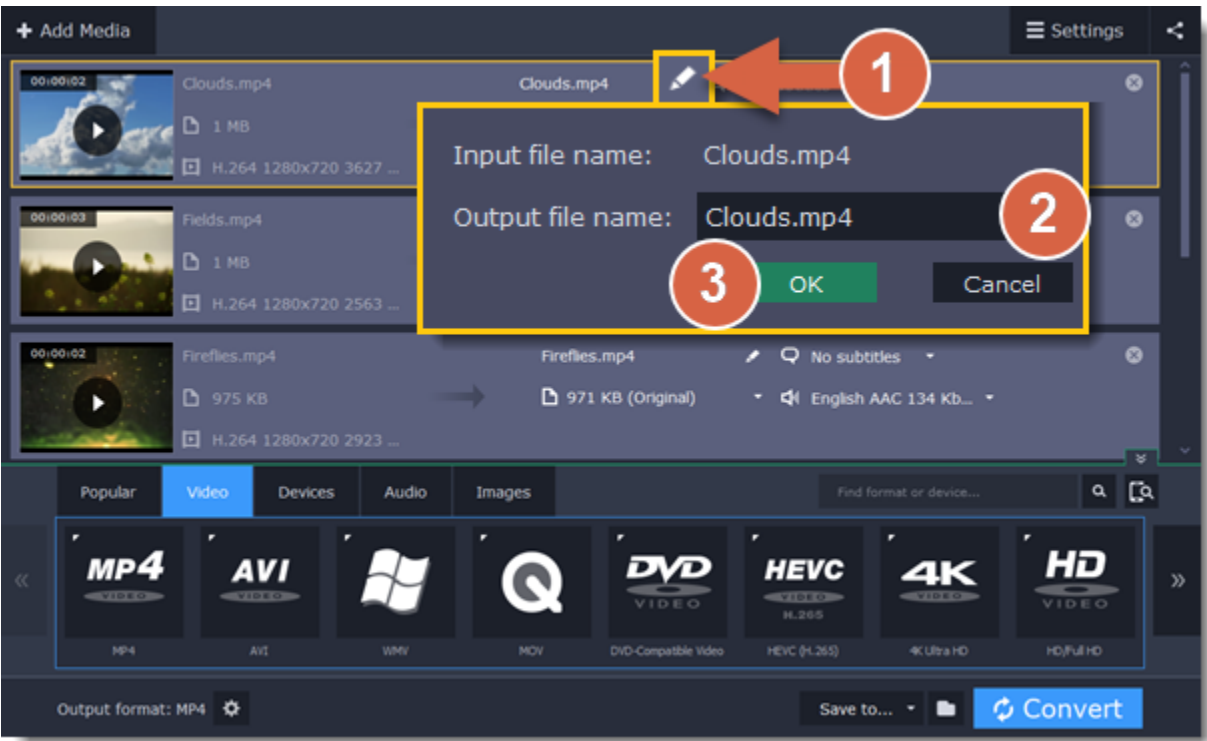 Add Media
Settings
00:00:02
Clouds.mp4
Clouds.mp4
1
1 MB
H.264 1280x720 3627 ...
Input file name: Clouds.mp4
Output file name: Clouds.mp4
2
3
OK
Cancel
00:00:03
Fields.mp4
1 MB
H.264 1280x720 2563 ...
00:00:02
Fireflies.mp4
Fireflies.mp4
No subtitles
975 KB
971 KB (Original)
English AAC 134 Kb...
H.264 1280x720 2923 ...
Popular Video Devices Audio Images
Find format or device...
MP4 VIDEO
AVI VIDEO
DVD VIDEO
HEVC VIDEO H.265
4K VIDEO
HD VIDEO
MP4 AVI WMV MOV DVD-Compatible Video HEVC (H.265) 4K Ultra HD HD/Full HD
Output format: MP4
Save to...
Convert